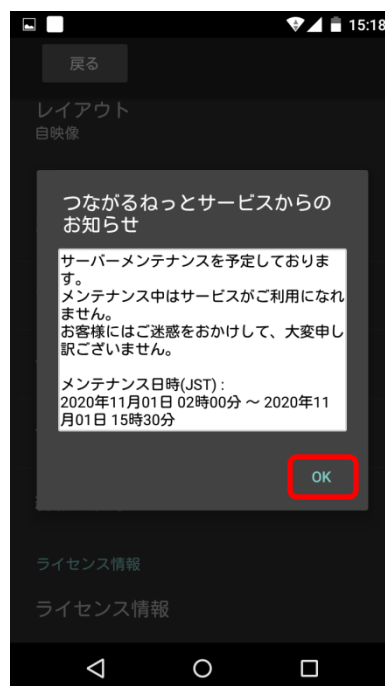 15:18
戻る
レイアウト
自映像
つながるねっとサービスからの
お知らせ
サーバーメンテナンスを予定しておりま
す。
メンテナンス中はサービスがご利用になれ
ません。
お客様にはご迷惑をおかけして、大変申し
訳ございません。
メンテナンス日時(JST) :
2020年11月01日 02時00分 ～ 2020年11
月01日 15時30分
OK
ライセンス情報
ライセンス情報